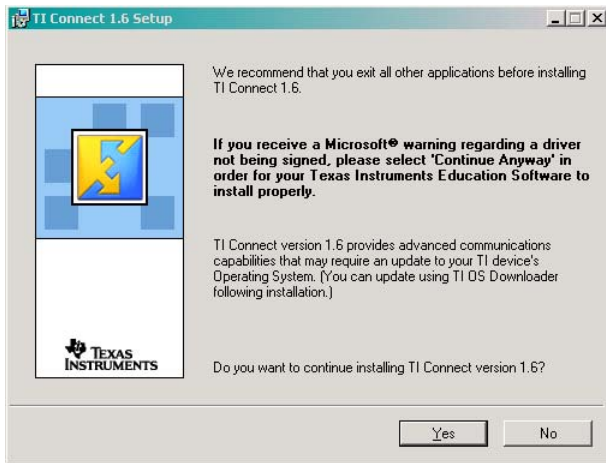 TI Connect 1.6 Setup
We recommend that you exit all other applications before installing
TI Connect 1.6.
If you receive a Microsoft® warning regarding a driver
not being signed, please select 'Continue Anyway' in
order for your Texas Instruments Education Software to
install properly.
TI Connect version 1.6 provides advanced communications
capabilities that may require an update to your TI device's
Operating System. (You can update using TI OS Downloader
following installation.)
TEXAS
INSTRUMENTS
Do you want to continue installing TI Connect version 1.6?
Yes
No